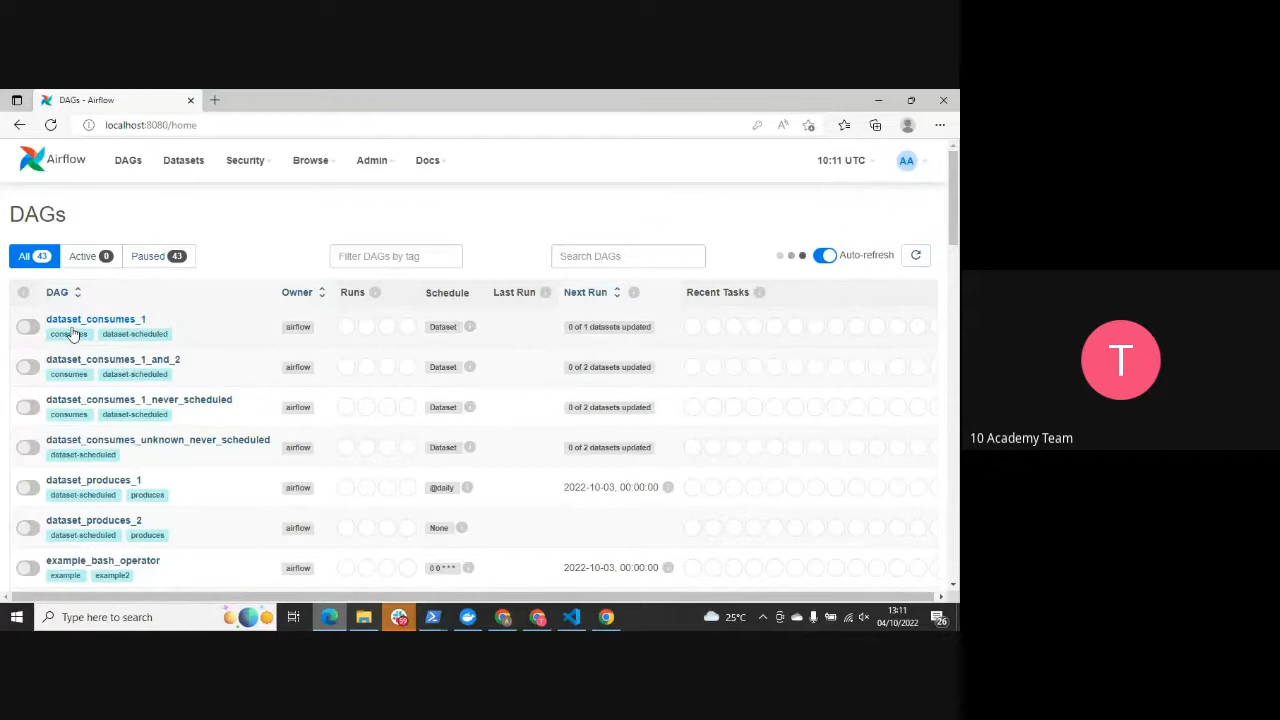 DAGs - Airflow
localhost:8080/home
Airflow DAGs Datasets Security Browse Admin Docs 10:11 UTC AA
DAGs
All 43 Active 0 Paused 43 Filter DAGs by tag Search DAGs Auto-refresh
DAG Owner Runs Schedule Last Run Next Run Recent Tasks
dataset_consumes_1 airflow Dataset 0 of 1 datasets updated
dataset-scheduled
dataset_consumes_1_and_2 airflow Dataset 0 of 2 datasets updated
consumes dataset-scheduled
dataset_consumes_1_never_scheduled airflow Dataset 0 of 2 datasets updated
consumes dataset-scheduled
dataset_consumes_unknown_never_scheduled airflow Dataset 0 of 2 datasets updated
dataset-scheduled
dataset_produces_1 airflow @daily 2022-10-03, 00:00:00
dataset-scheduled produces
dataset_produces_2 airflow None
dataset-scheduled produces
example_bash_operator airflow 0 0 * * * 2022-10-03, 00:00:00
example example2
Type here to search 25°C 13:11
04/10/2022
T
10 Academy Team